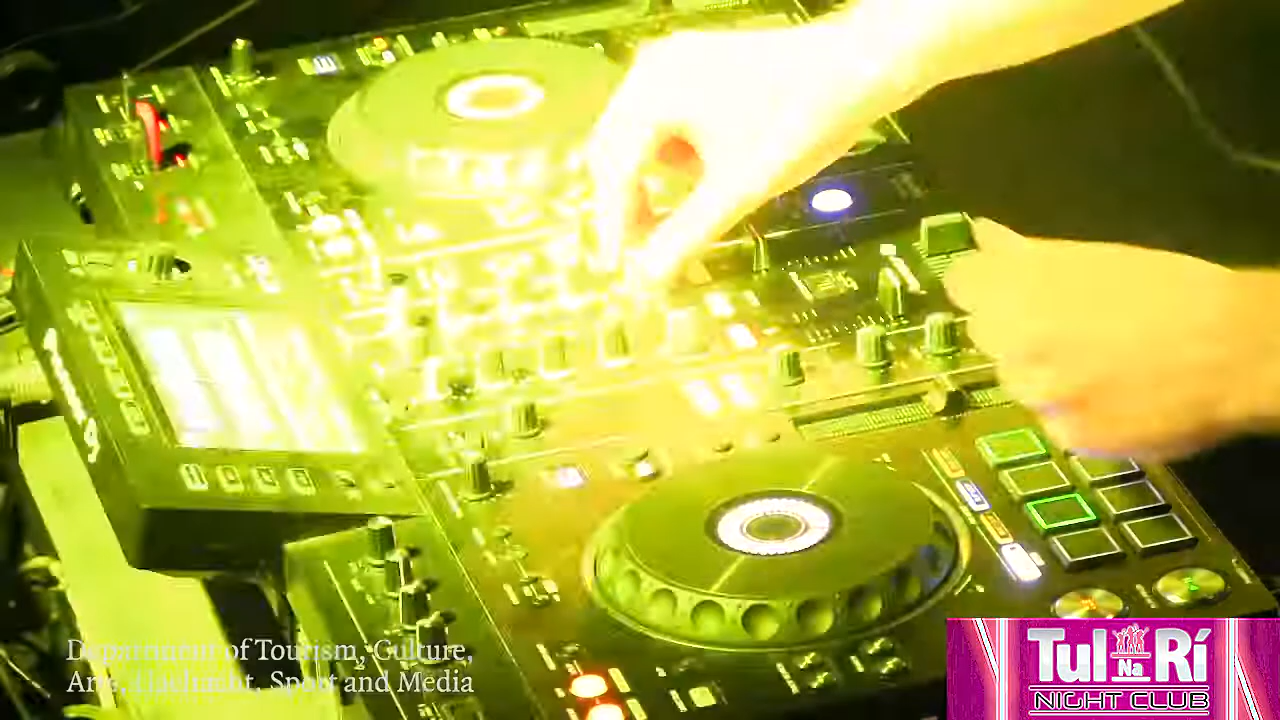 Department of Tourism, Culture,
Arts, Gaeltacht, Sport and Media
Tul Na Rí
NIGHT CLUB